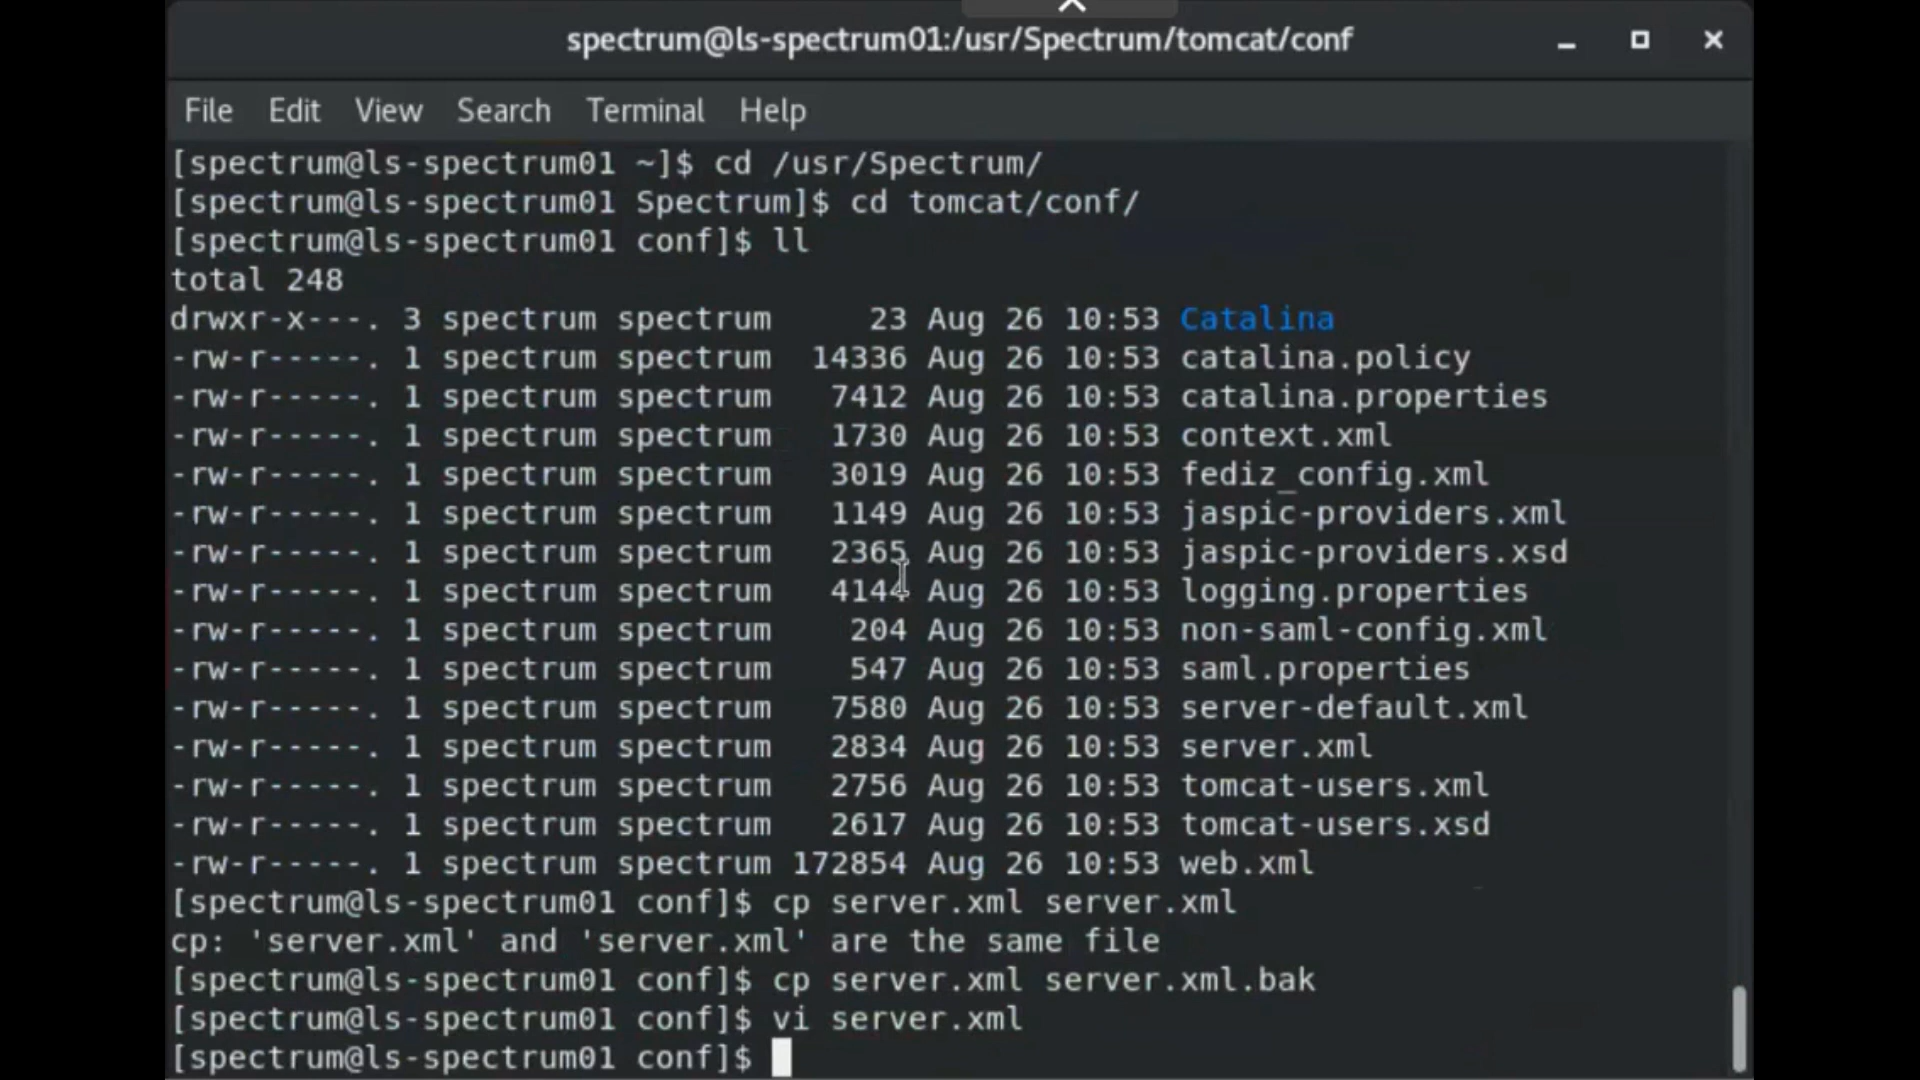 spectrum@ls-spectrum01:/usr/Spectrum/tomcat/conf
File Edit View Search Terminal Help
[spectrum@ls-spectrum01 ~]$ cd /usr/Spectrum/
[spectrum@ls-spectrum01 Spectrum]$ cd tomcat/conf/
[spectrum@ls-spectrum01 conf]$ ll
total 248
drwxr-x---. 3 spectrum spectrum     23 Aug 26 10:53 Catalina
-rw-r-----. 1 spectrum spectrum  14336 Aug 26 10:53 catalina.policy
-rw-r-----. 1 spectrum spectrum   7412 Aug 26 10:53 catalina.properties
-rw-r-----. 1 spectrum spectrum   1730 Aug 26 10:53 context.xml
-rw-r-----. 1 spectrum spectrum   3019 Aug 26 10:53 fediz_config.xml
-rw-r-----. 1 spectrum spectrum   1149 Aug 26 10:53 jaspic-providers.xml
-rw-r-----. 1 spectrum spectrum   2365 Aug 26 10:53 jaspic-providers.xsd
-rw-r-----. 1 spectrum spectrum   4144 Aug 26 10:53 logging.properties
-rw-r-----. 1 spectrum spectrum    204 Aug 26 10:53 non-saml-config.xml
-rw-r-----. 1 spectrum spectrum    547 Aug 26 10:53 saml.properties
-rw-r-----. 1 spectrum spectrum   7580 Aug 26 10:53 server-default.xml
-rw-r-----. 1 spectrum spectrum   2834 Aug 26 10:53 server.xml
-rw-r-----. 1 spectrum spectrum   2756 Aug 26 10:53 tomcat-users.xml
-rw-r-----. 1 spectrum spectrum   2617 Aug 26 10:53 tomcat-users.xsd
-rw-r-----. 1 spectrum spectrum 172854 Aug 26 10:53 web.xml
[spectrum@ls-spectrum01 conf]$ cp server.xml server.xml
cp: 'server.xml' and 'server.xml' are the same file
[spectrum@ls-spectrum01 conf]$ cp server.xml server.xml.bak
[spectrum@ls-spectrum01 conf]$ vi server.xml
[spectrum@ls-spectrum01 conf]$